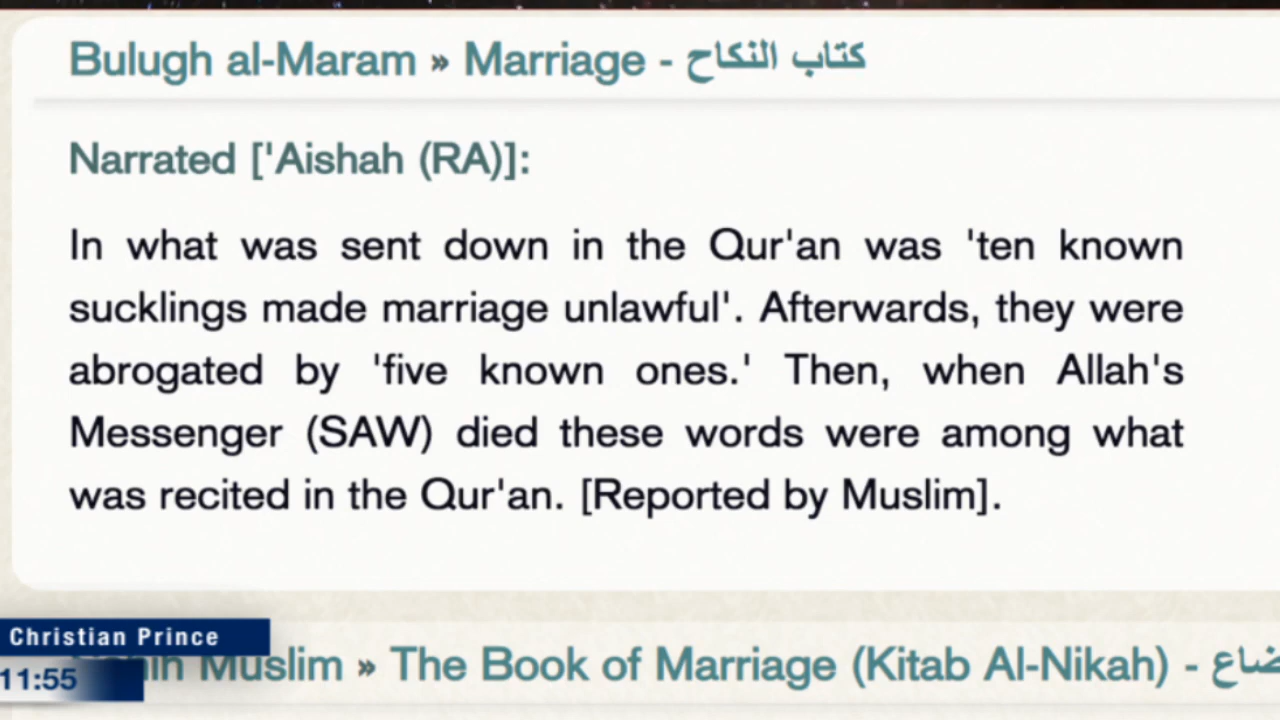 Bulugh al-Maram » Marriage - كتاب النكاح
Narrated ['Aishah (RA)]:
In what was sent down in the Qur'an was 'ten known
sucklings made marriage unlawful'. Afterwards, they were
abrogated by 'five known ones.' Then, when Allah's
Messenger (SAW) died these words were among what
was recited in the Qur'an. [Reported by Muslim].
Christian Prince
Muslim » The Book of Marriage (Kitab Al-Nikah) -
11:55